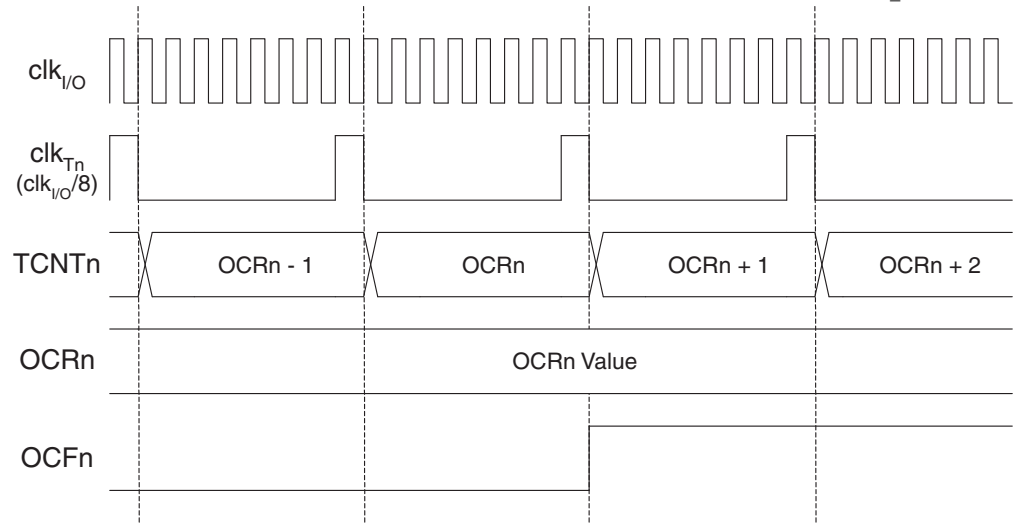 clkI/O
clkTn
(clkI/O/8)
TCNTn OCRn - 1 OCRn OCRn + 1 OCRn + 2
OCRn OCRn Value
OCFn